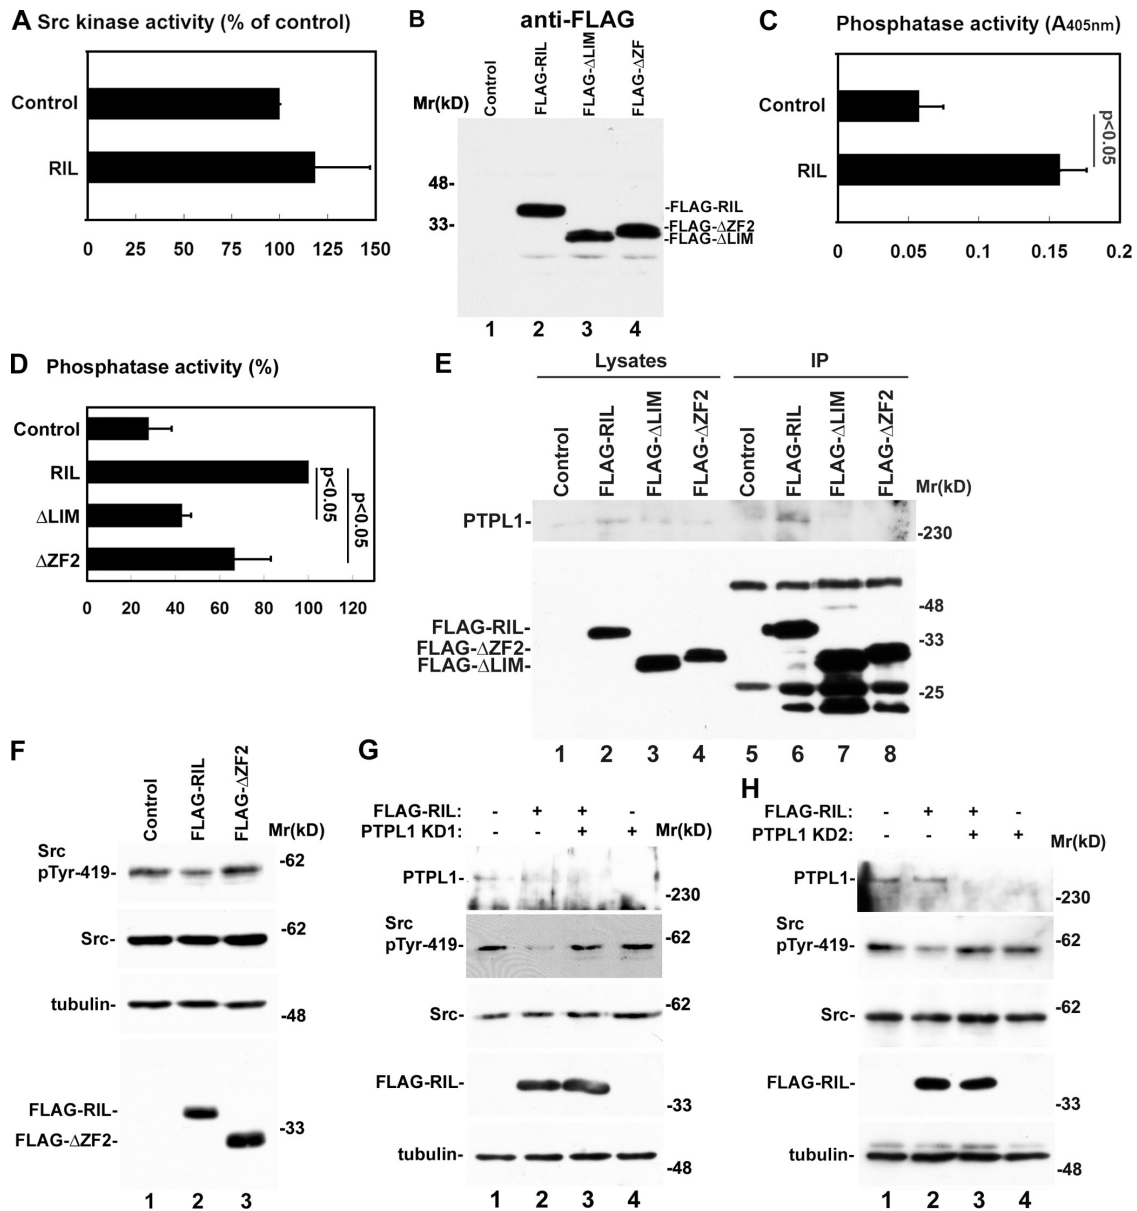 A Src kinase activity (% of control)
Control
RIL
0 25 50 75 100 125 150
B anti-FLAG
Mr(kD)
Control
FLAG-RIL
FLAG-ΔLIM
FLAG-ΔZF
48-
33-
-FLAG-RIL
-FLAG-ΔZF2
-FLAG-ΔLIM
1 2 3 4
C Phosphatase activity (A405nm)
Control
RIL
p<0.05
0 0.05 0.1 0.15 0.2
D Phosphatase activity (%)
Control
RIL
ΔLIM
ΔZF2
p<0.05
p<0.05
0 20 40 60 80 100 120
E Lysates IP
Control
FLAG-RIL
FLAG-ΔLIM
FLAG-ΔZF2
Control
FLAG-RIL
FLAG-ΔLIM
FLAG-ΔZF2
Mr(kD)
PTPL1-
-230
-48
FLAG-RIL- -33
FLAG-ΔZF2-
FLAG-ΔLIM-
-25
1 2 3 4 5 6 7 8
F
Control
FLAG-RIL
FLAG-ΔZF2
Mr(kD)
Src
pTyr-419- -62
Src- -62
tubulin-
-48
FLAG-RIL-
-33
FLAG-ΔZF2-
1 2 3
G
FLAG-RIL: - + + -
PTPL1 KD1: - - + + Mr(kD)
PTPL1-
-230
Src
pTyr-419- -62
Src- -62
FLAG-RIL-
-33
tubulin-
-48
1 2 3 4
H
FLAG-RIL: - + + -
PTPL1 KD2: - - + + Mr(kD)
PTPL1-
-230
Src
pTyr-419- -62
Src- -62
FLAG-RIL-
-33
tubulin-
-48
1 2 3 4